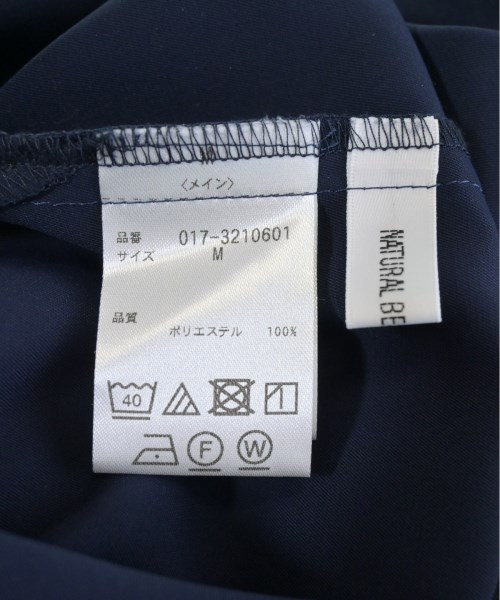 〈メイン〉
品番 017-3210601
サイズ M
品質
ポリエステル 100%
40
F W
NATURAL BE